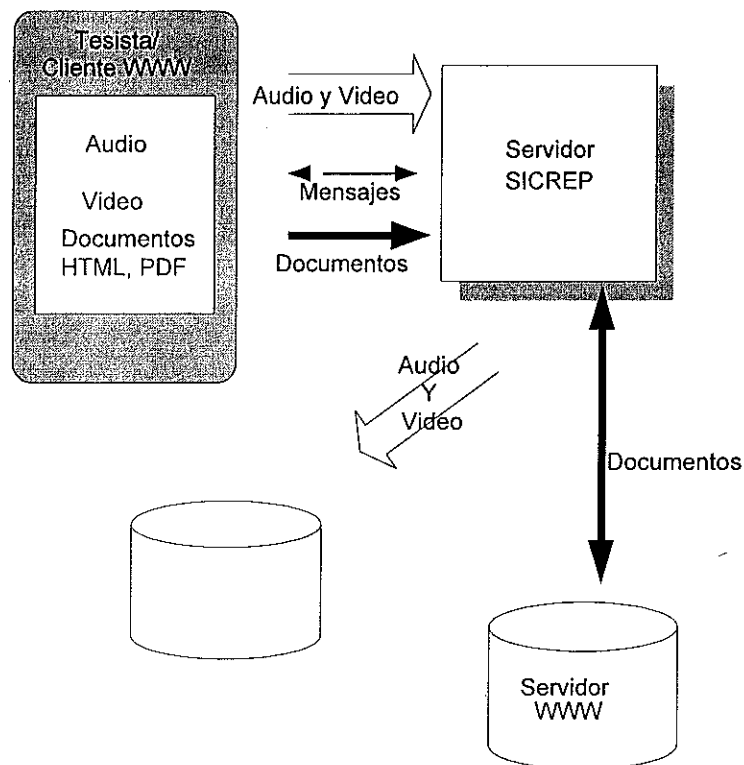 Tesista/
Cliente WWW
Audio
Video
Documentos
HTML, PDF
Audio y Video
Mensajes
Documentos
Servidor
SICREP
Audio
Y
Video
Documentos
Servidor
WWW